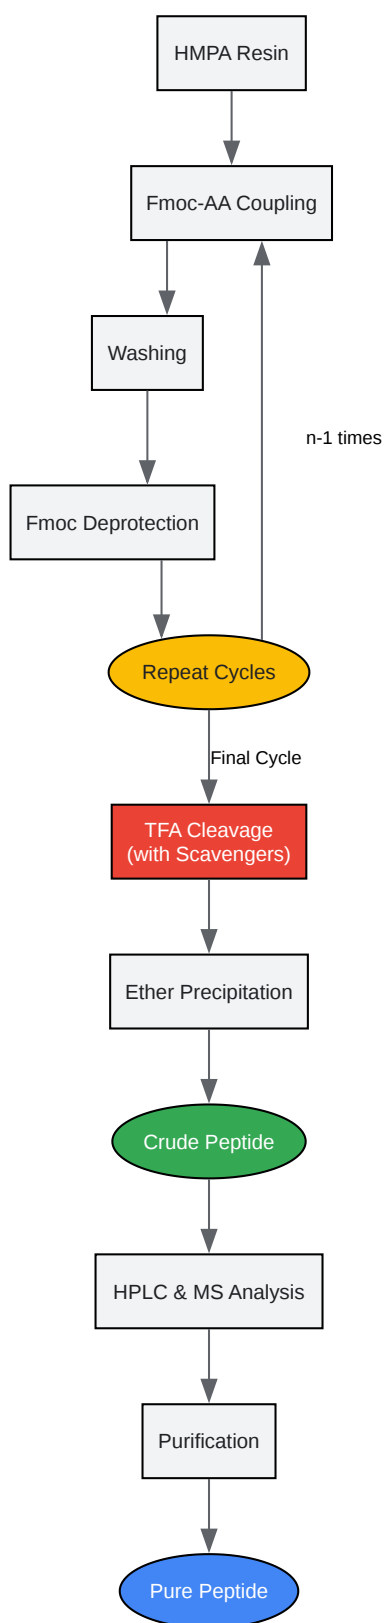 HMPA Resin
Fmoc-AA Coupling
Washing
n-1 times
Fmoc Deprotection
Repeat Cycles
Final Cycle
TFA Cleavage
(with Scavengers)
Ether Precipitation
Crude Peptide
HPLC & MS Analysis
Purification
Pure Peptide